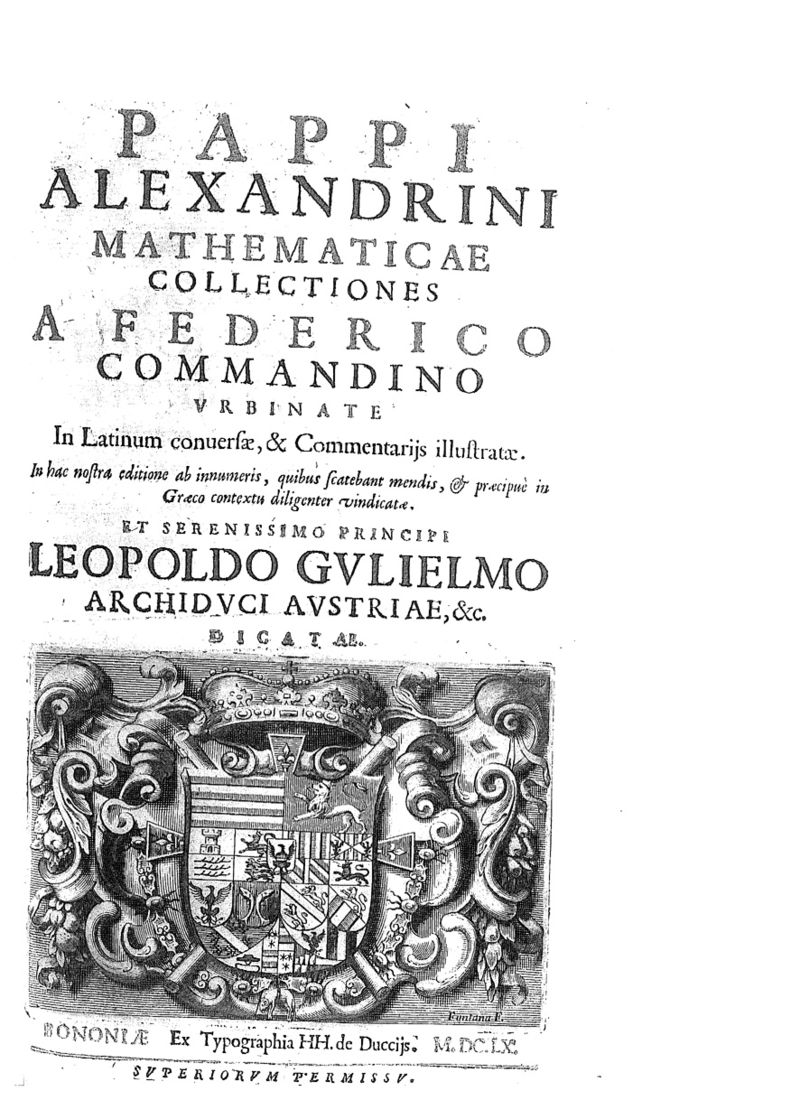 PAPPI
ALEXANDRINI
MATHEMATICAE
COLLECTIONES
A FEDERICO
COMMANDINO
VRBINATE
In Latinum conuersæ, & Commentarijs illustratæ.
In hac nostra editione ab innumeris, quibus scatebant mendis, & præcipuè in
Græco contextu diligenter vindicatæ.
ET SERENISSIMO PRINCIPI
LEOPOLDO GVLIELMO
ARCHIDVCI AVSTRIAE, &c.
DICATAE.
Funtana F.
BONONIÆ Ex Typographia HH. de Duccijs. M.DC.LX.
SVPERIORVM PERMISSV.